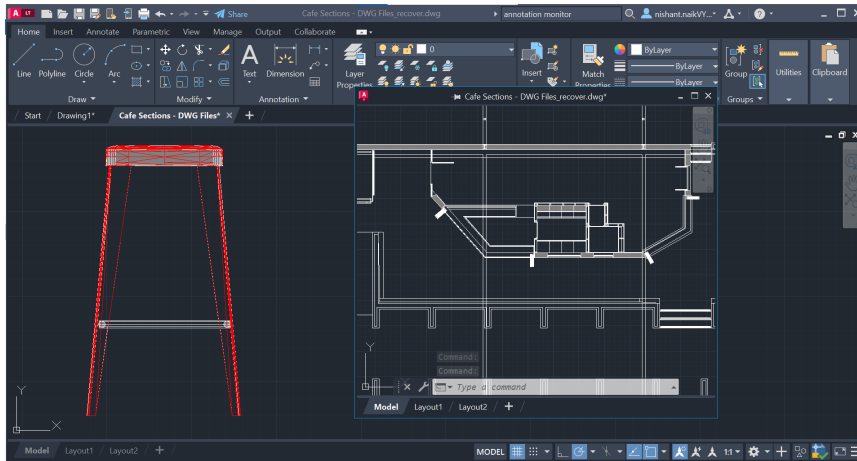 A LT Share Cafe Sections - DWG Files_recover.dwg annotation monitor nishant.naikVY...
Home Insert Annotate Parametric View Manage Output Collaborate
0 ByLayer
ByLayer
ByLayer
Line Polyline Circle Arc Text Dimension Layer Properties Insert Match Properties Group Utilities Clipboard
Draw Modify Annotation Groups
Start Drawing1* Cafe Sections - DWG Files* +
Cafe Sections - DWG Files_recover.dwg*
Command:
Command:
Type a command
Y
X
Y
Model Layout1 Layout2 +
Model Layout1 Layout2 +
MODEL 1:1